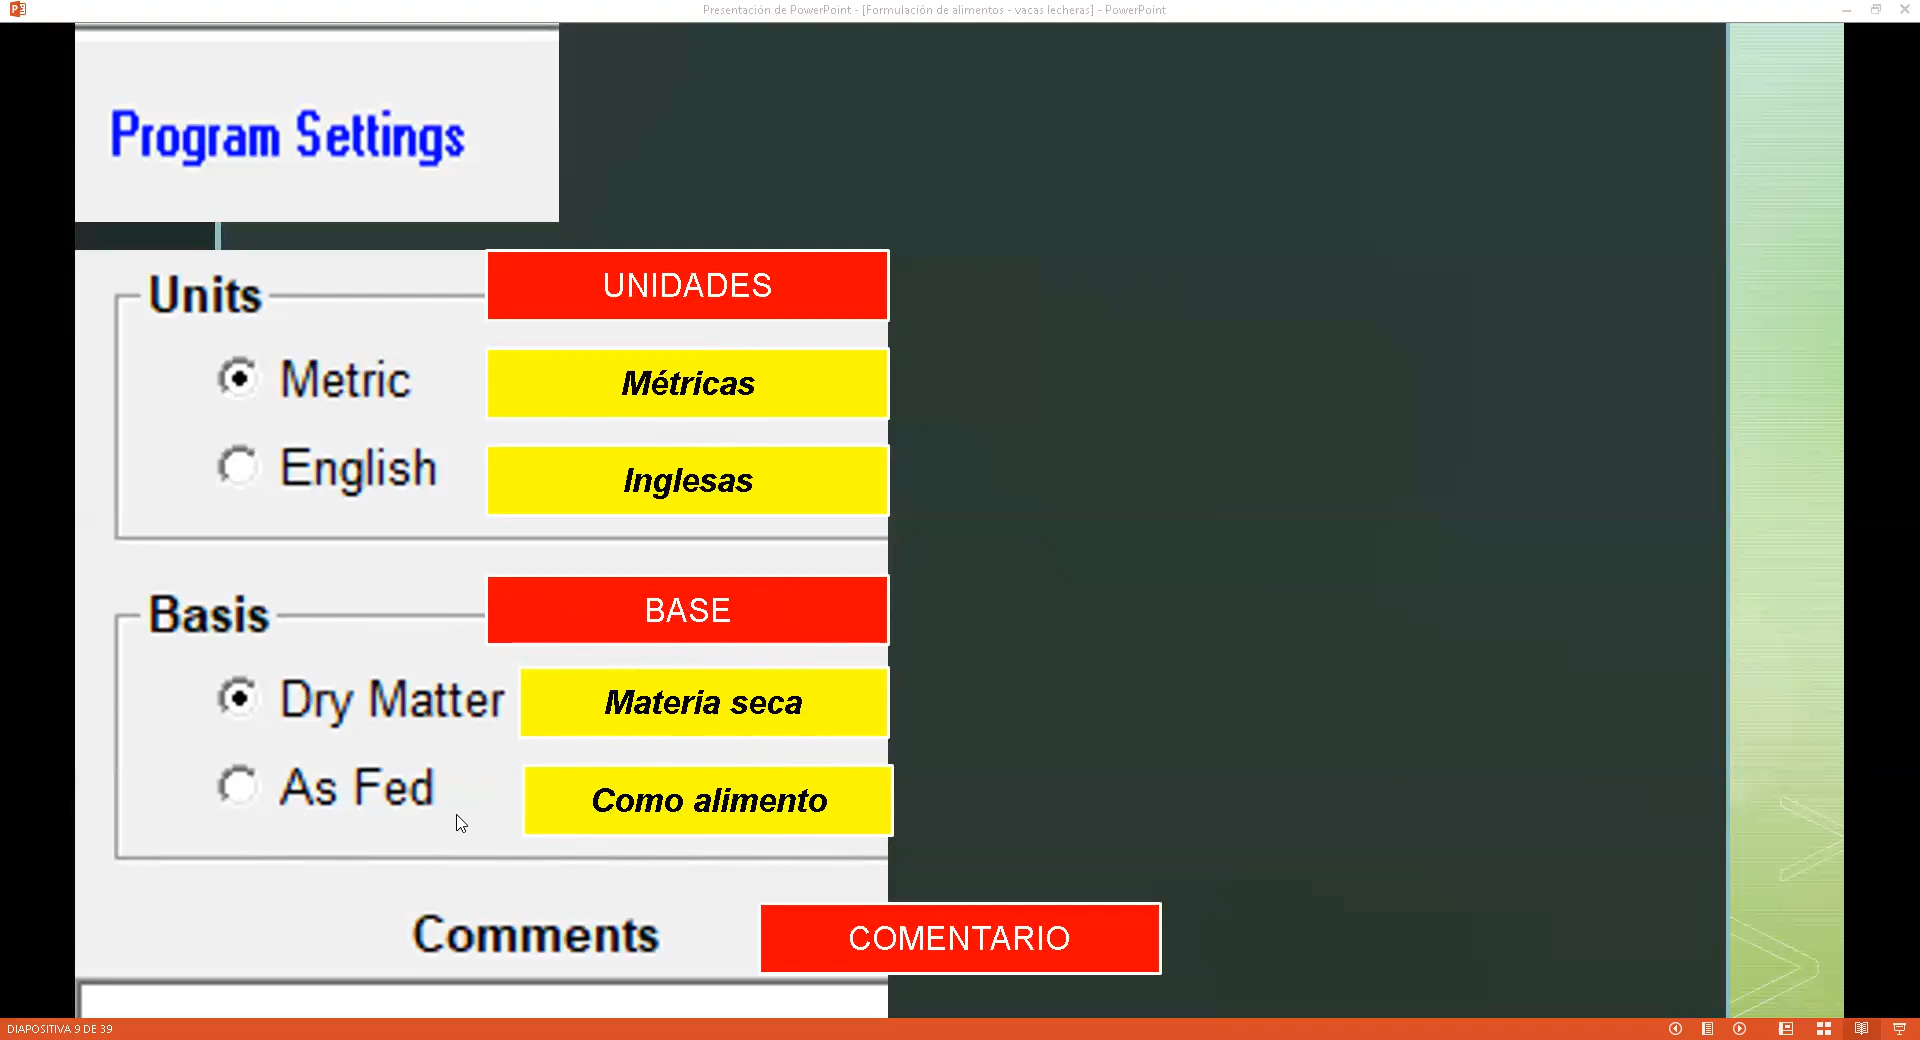 Presentación de PowerPoint - [Formulación de alimentos - vacas lecheras] - PowerPoint
Program Settings
Units UNIDADES
Metric Métricas
English Inglesas
Basis BASE
Dry Matter Materia seca
As Fed Como alimento
Comments COMENTARIO
DIAPOSITIVA 9 DE 39